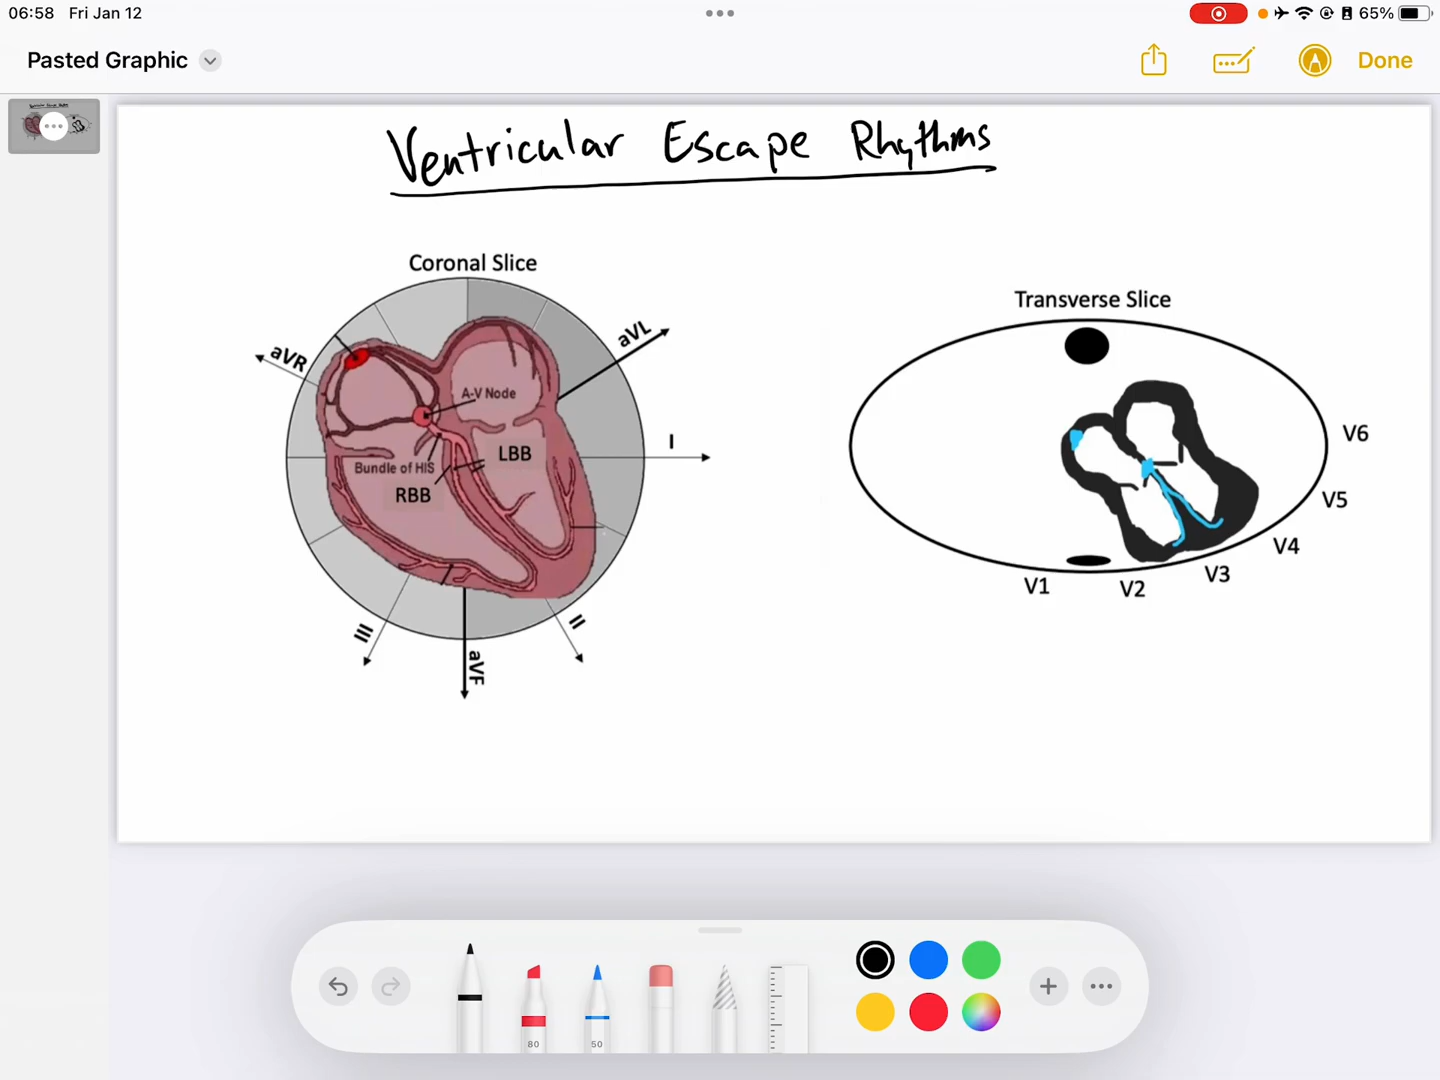 06:58 Fri Jan 12
65%
Pasted Graphic
Done
Ventricular Escape Rhythms
Coronal Slice
Transverse Slice
aVR
aVL
A-V Node
I
LBB
Bundle of HIS
RBB
III
aVF
II
V6
V5
V4
V3
V2
V1
80
50